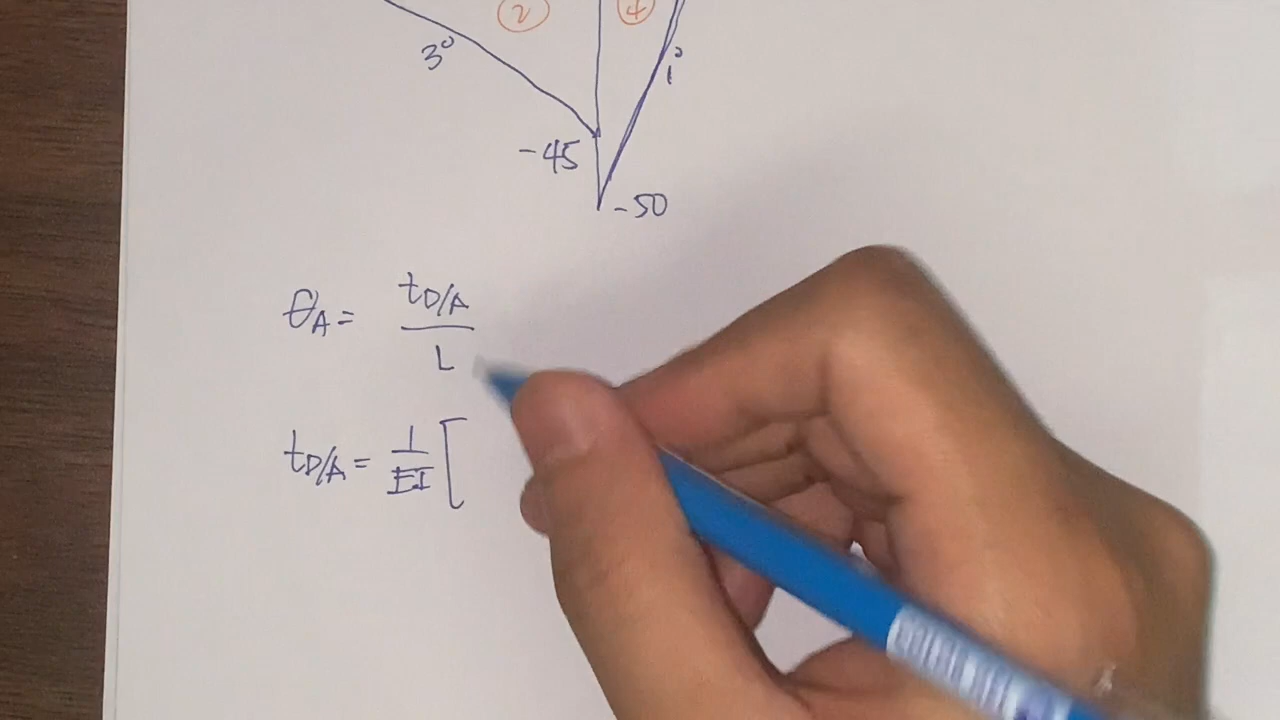 ② ④
3°
1°
-45
-50
θA = tD/A / L
tD/A = 1/EI [